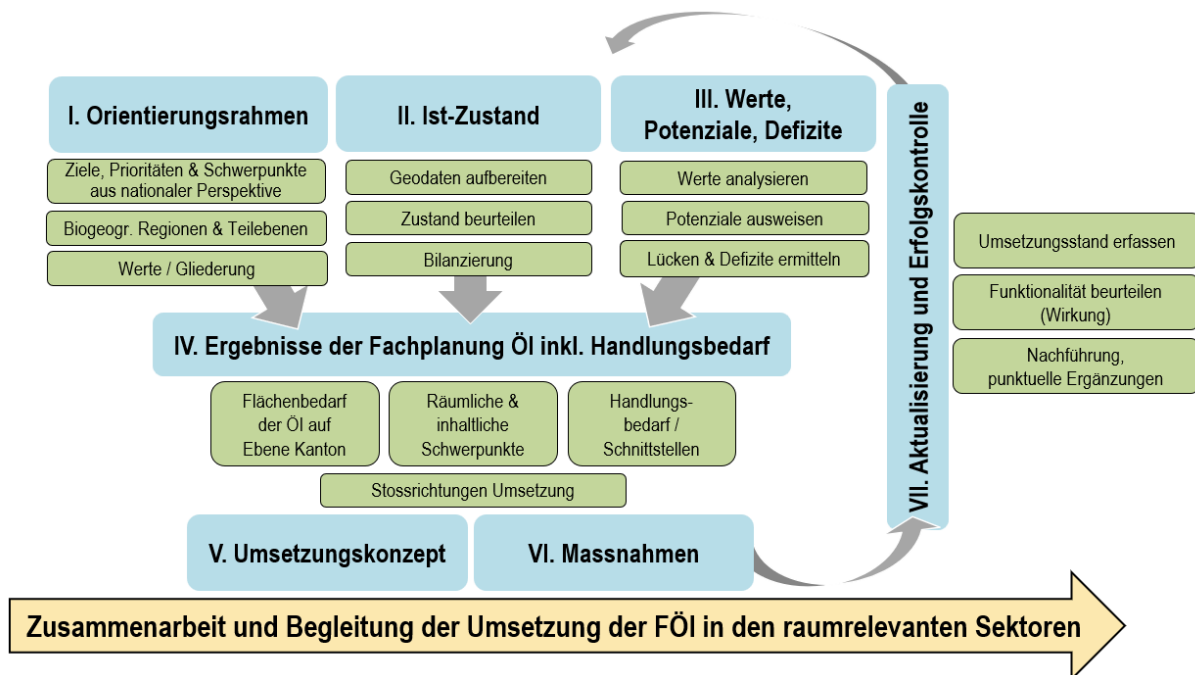 I. Orientierungsrahmen
Ziele, Prioritäten & Schwerpunkte
aus nationaler Perspektive
Biogeogr. Regionen & Teilebenen
Werte / Gliederung
II. Ist-Zustand
Geodaten aufbereiten
Zustand beurteilen
Bilanzierung
III. Werte,
Potenziale, Defizite
Werte analysieren
Potenziale ausweisen
Lücken & Defizite ermitteln
IV. Ergebnisse der Fachplanung Öl inkl. Handlungsbedarf
Flächenbedarf
der Öl auf
Ebene Kanton
Räumliche &
inhaltliche
Schwerpunkte
Handlungs-
bedarf /
Schnittstellen
Stossrichtungen Umsetzung
V. Umsetzungskonzept
VI. Massnahmen
VII. Aktualisierung und Erfolgskontrolle
Umsetzungsstand erfassen
Funktionalität beurteilen
(Wirkung)
Nachführung,
punktuelle Ergänzungen
Zusammenarbeit und Begleitung der Umsetzung der FÖI in den raumrelevanten Sektoren